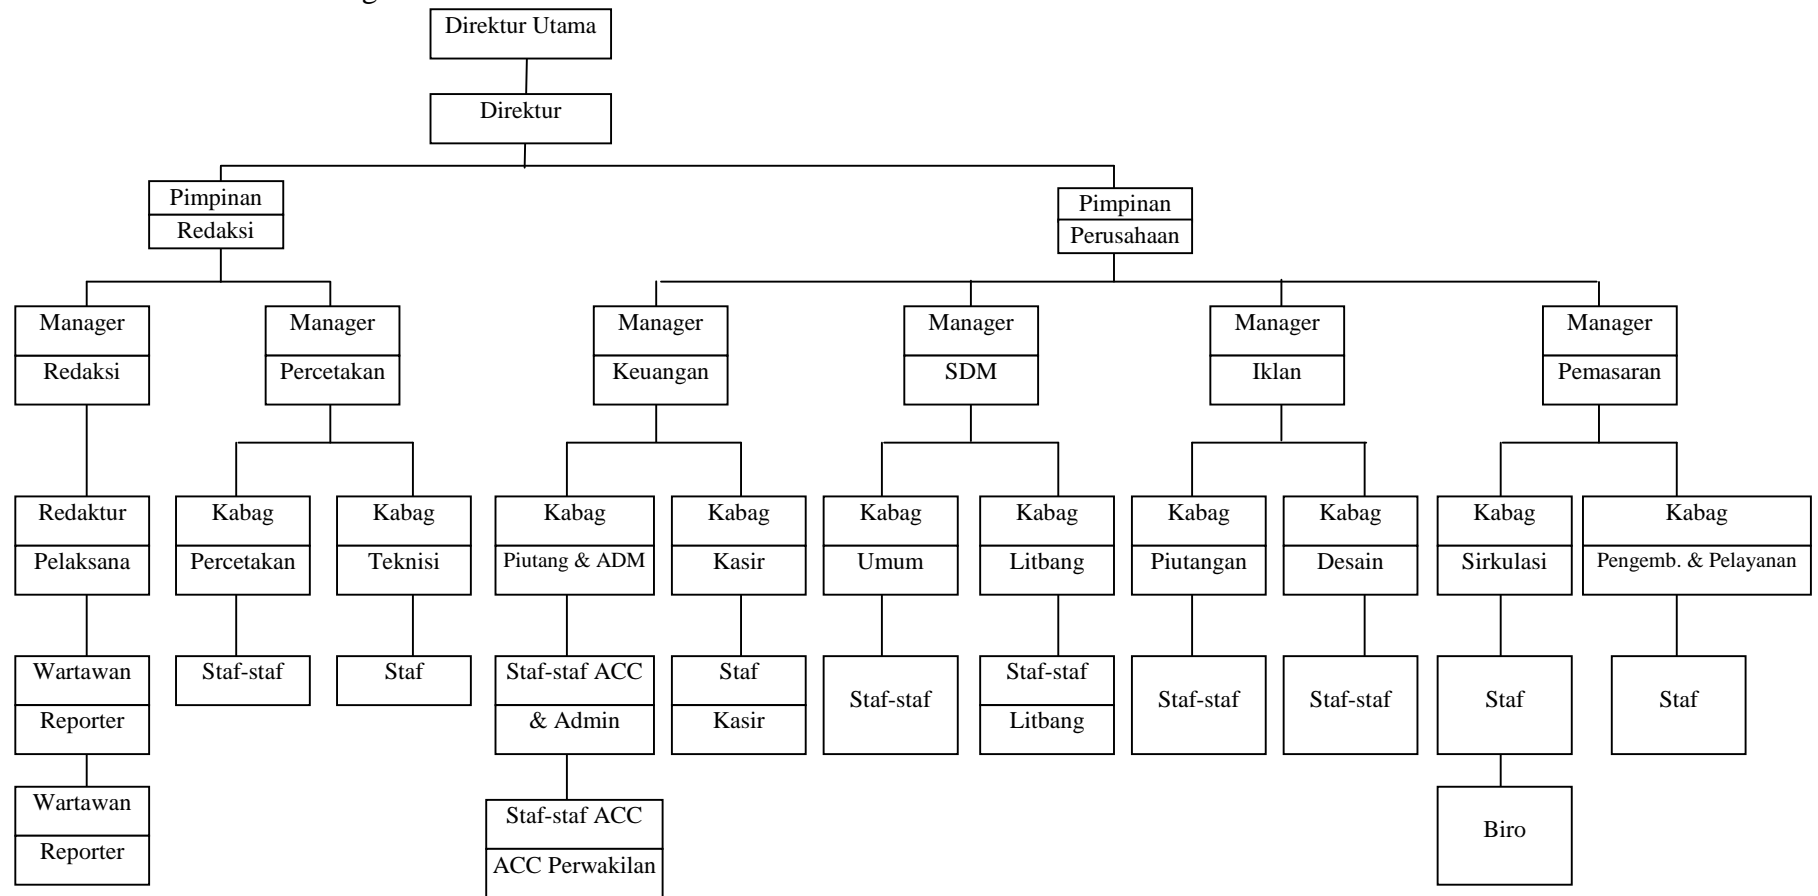 Direktur Utama
Direktur
Pimpinan
Redaksi
Pimpinan
Perusahaan
Manager
Redaksi
Manager
Percetakan
Manager
Keuangan
Manager
SDM
Manager
Iklan
Manager
Pemasaran
Redaktur
Pelaksana
Kabag
Percetakan
Kabag
Teknisi
Kabag
Piutang & ADM
Kabag
Kasir
Kabag
Umum
Kabag
Litbang
Kabag
Piutangan
Kabag
Desain
Kabag
Sirkulasi
Kabag
Pengemb. & Pelayanan
Wartawan
Reporter
Staf-staf
Staf
Staf-staf ACC
& Admin
Staf
Kasir
Staf-staf
Staf-staf
Litbang
Staf-staf
Staf-staf
Staf
Staf
Wartawan
Reporter
Staf-staf ACC
ACC Perwakilan
Biro